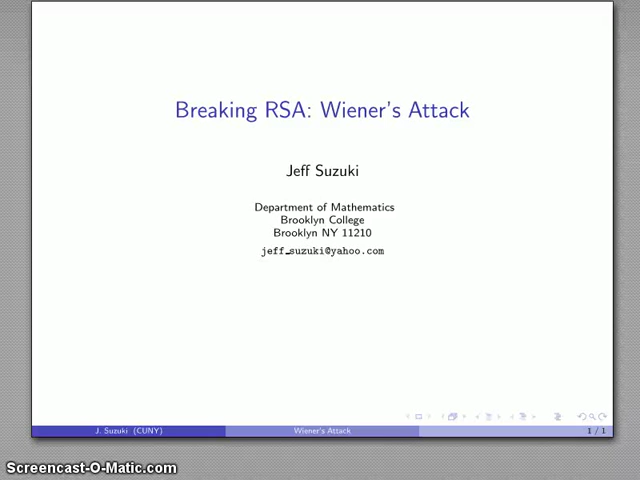 Breaking RSA: Wiener's Attack
Jeff Suzuki
Department of Mathematics
Brooklyn College
Brooklyn NY 11210
jeff_suzuki@yahoo.com
J. Suzuki (CUNY)
Wiener's Attack
1 / 1
Screencast-O-Matic.com